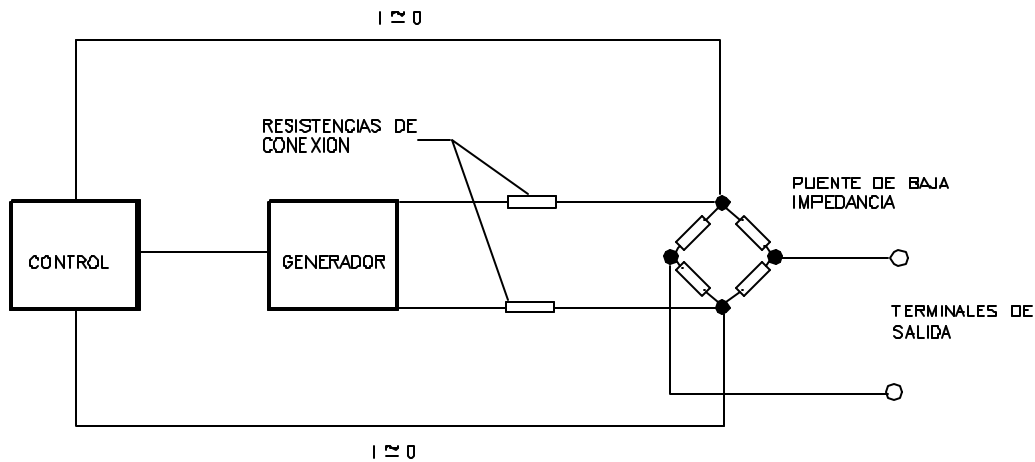 I ≃ 0
RESISTENCIAS DE
CONEXION
PUENTE DE BAJA
IMPEDANCIA
CONTROL
GENERADOR
TERMINALES DE
SALIDA
I ≃ 0